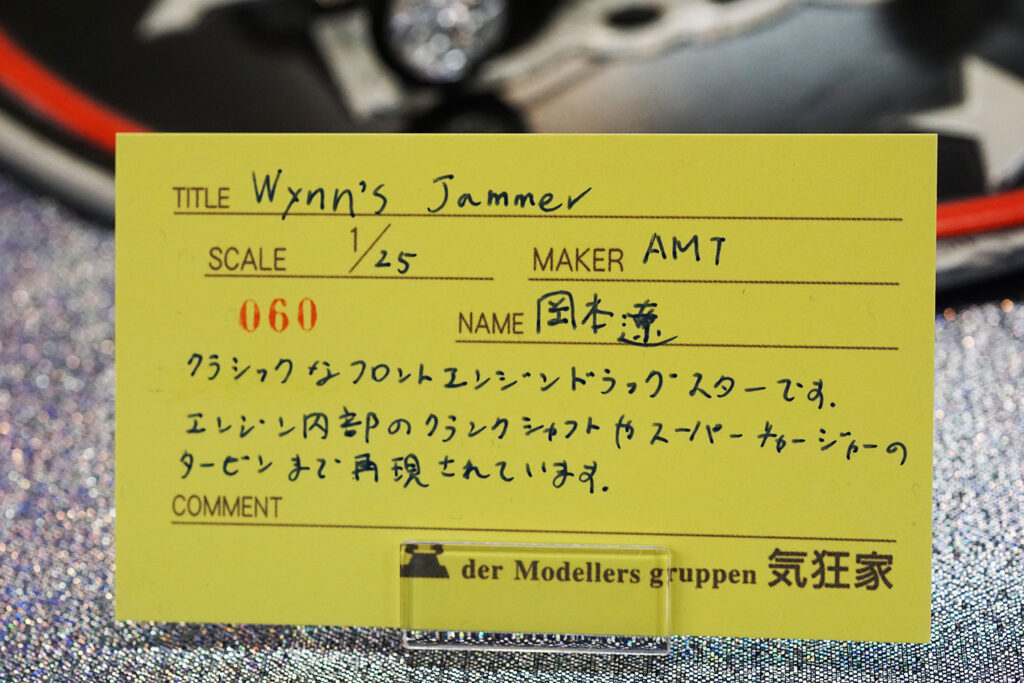 TITLE Wynn's Jammer
SCALE 1/25 MAKER AMT
060 NAME 岡本遼
クラシックなフロントエンジンドラッグスターです.
エンジン内部のクランクシャフトやスーパーチャージャーの
タービンまで再現されています.
COMMENT
der Modellers gruppen 気狂家